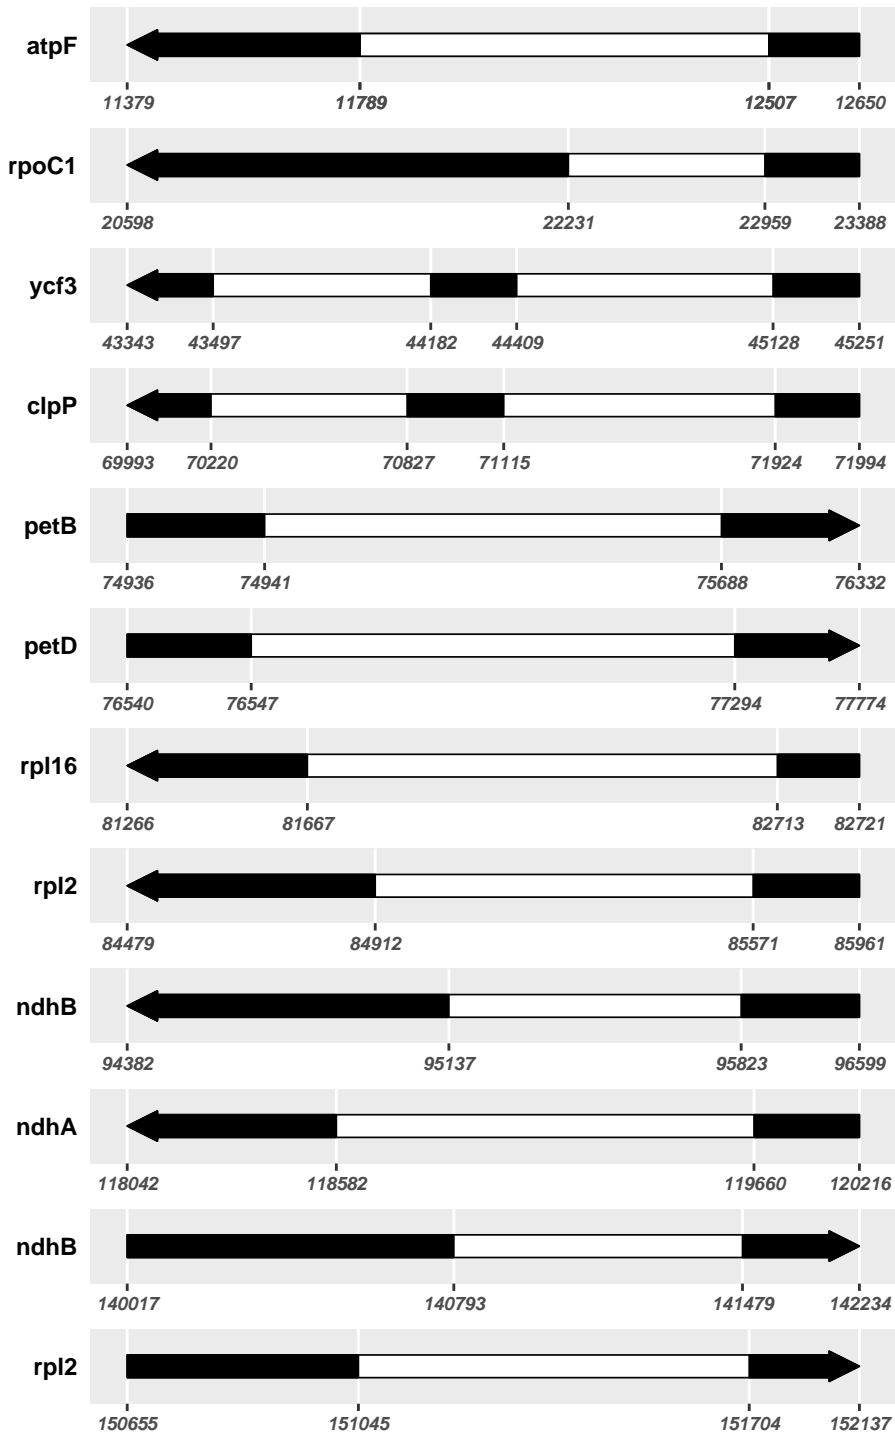 atpF
11379 11789 12507 12650
rpoC1
20598 22231 22959 23388
ycf3
43343 43497 44182 44409 45128 45251
clpP
69993 70220 70827 71115 71924 71994
petB
74936 74941 75688 76332
petD
76540 76547 77294 77774
rpl16
81266 81667 82713 82721
rpl2
84479 84912 85571 85961
ndhB
94382 95137 95823 96599
ndhA
118042 118582 119660 120216
ndhB
140017 140793 141479 142234
rpl2
150655 151045 151704 152137